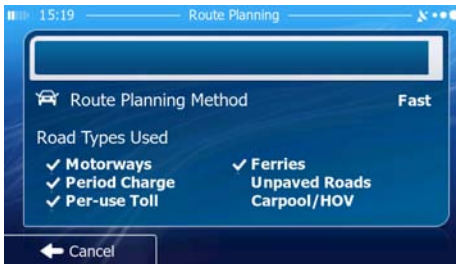 15:19 Route Planning
Route Planning Method Fast
Road Types Used
Motorways Ferries
Period Charge Unpaved Roads
Per-use Toll Carpool/HOV
Cancel